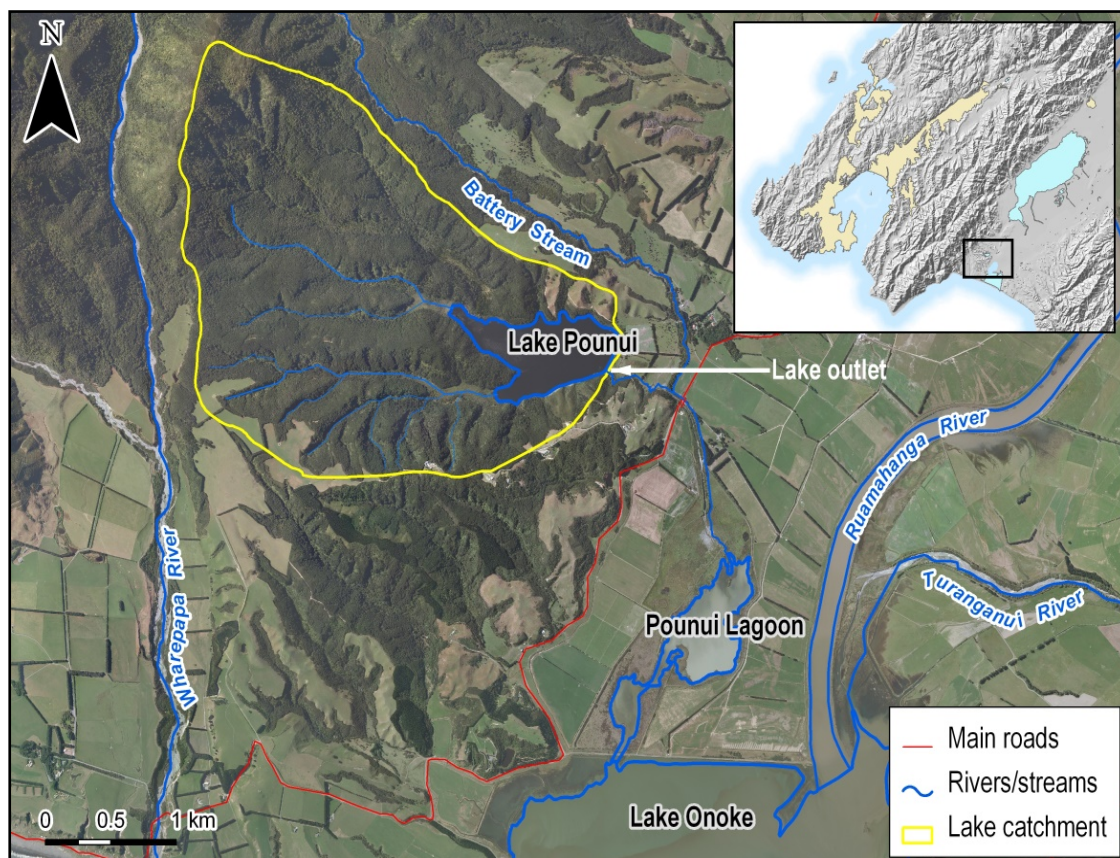 N
Battery Stream
Lake Pounui
Lake outlet
Ruamahanga River
Turanganui River
Wharepapa River
Pounui Lagoon
Lake Onoke
0 0.5 1 km
Main roads
Rivers/streams
Lake catchment